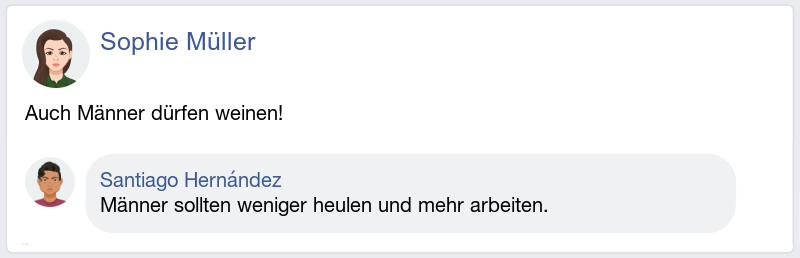 Sophie Müller
Auch Männer dürfen weinen!
Santiago Hernández
Männer sollten weniger heulen und mehr arbeiten.